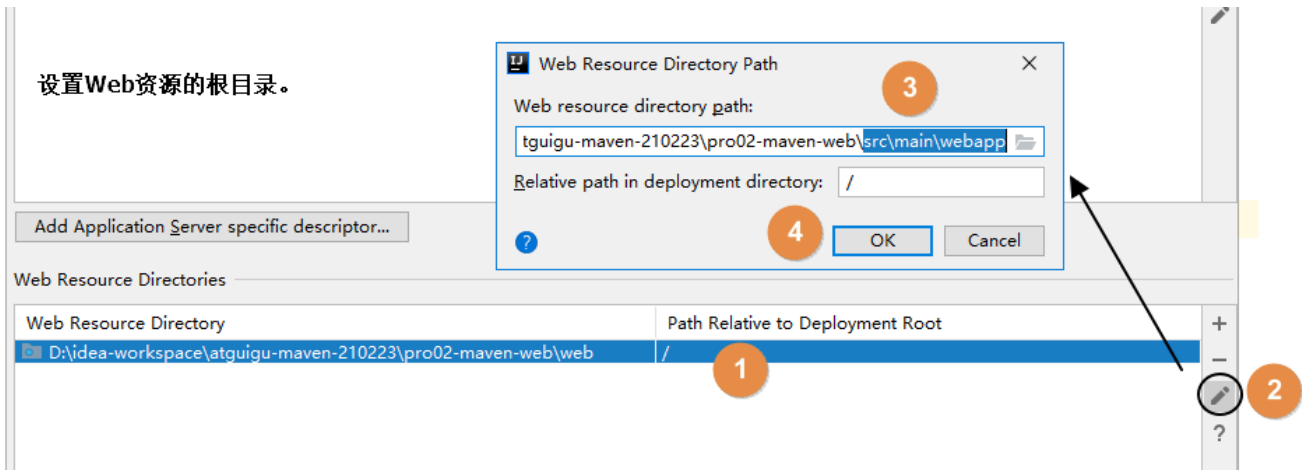 设置Web资源的根目录。
Web Resource Directory Path
3
Web resource directory path:
tguigu-maven-210223\pro02-maven-web\src\main\webapp
Relative path in deployment directory:
/
Add Application Server specific descriptor...
4
OK
Cancel
Web Resource Directories
Web Resource Directory
Path Relative to Deployment Root
D:\idea-workspace\atguigu-maven-210223\pro02-maven-web\web
/
1
2